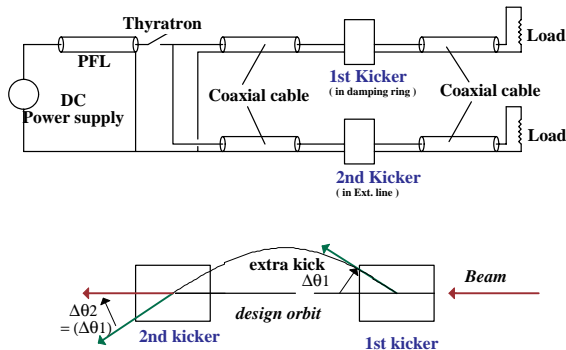 Thyratron
PFL
DC
Power supply
Coaxial cable
1st Kicker
( in damping ring )
Coaxial cable
Load
2nd Kicker
( in Ext. line )
Load
extra kick
Δθ1
Beam
Δθ2
= (Δθ1)
design orbit
2nd kicker
1st kicker